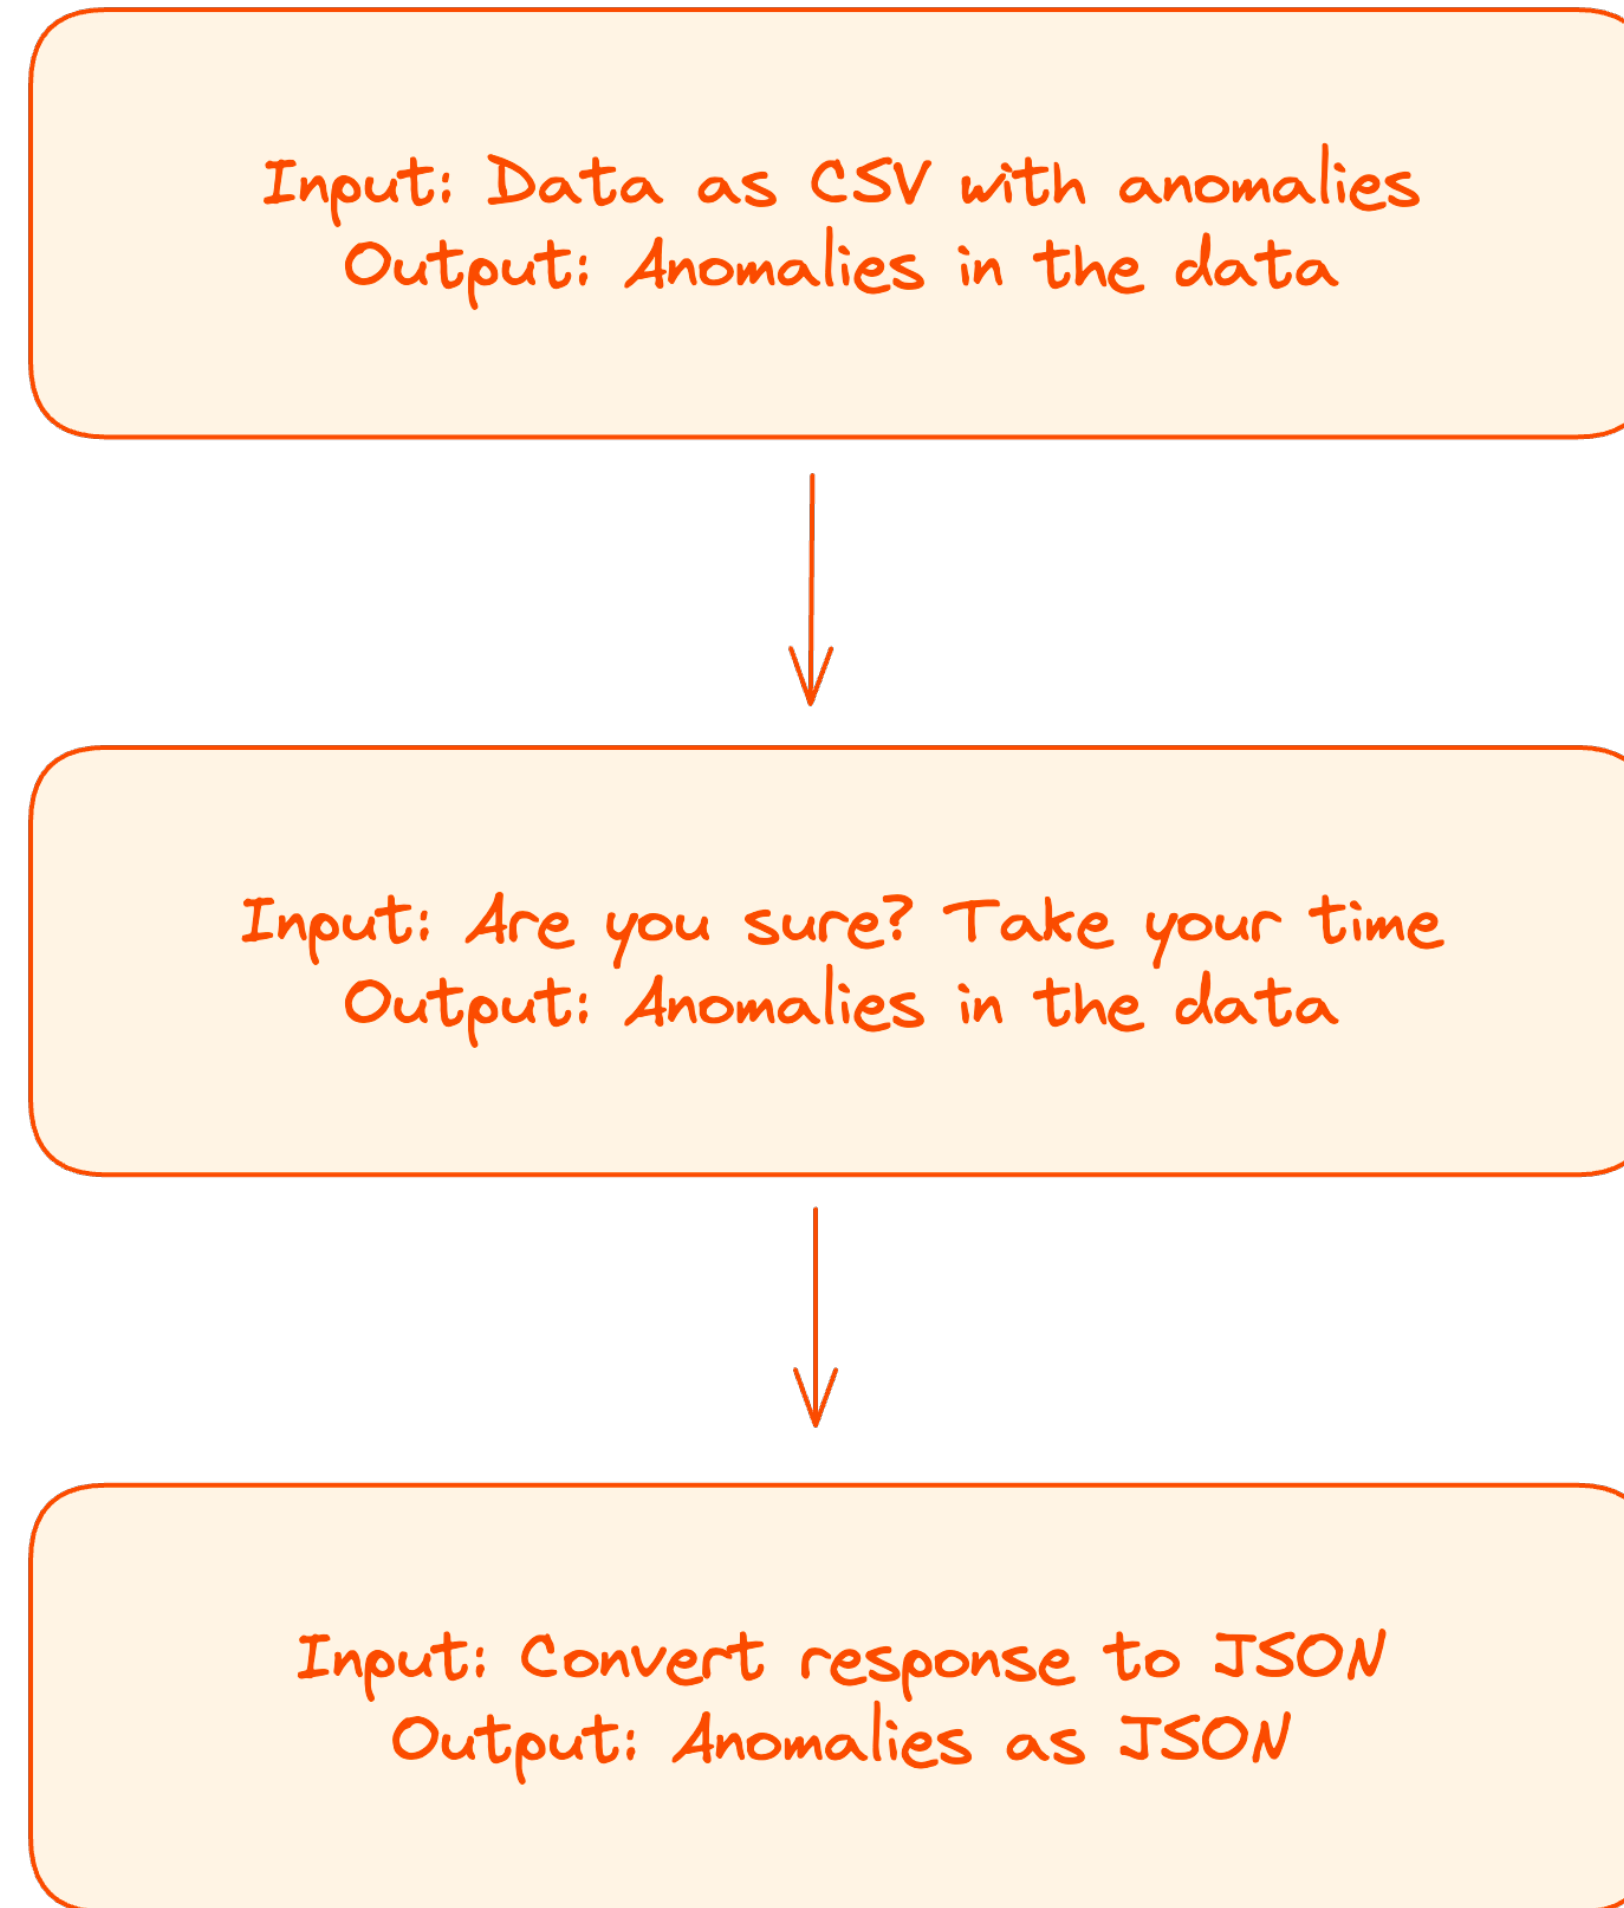 Input: Data as CSV with anomalies
Output: Anomalies in the data
Input: Are you sure? Take your time
Output: Anomalies in the data
Input: Convert response to JSON
Output: Anomalies as JSON